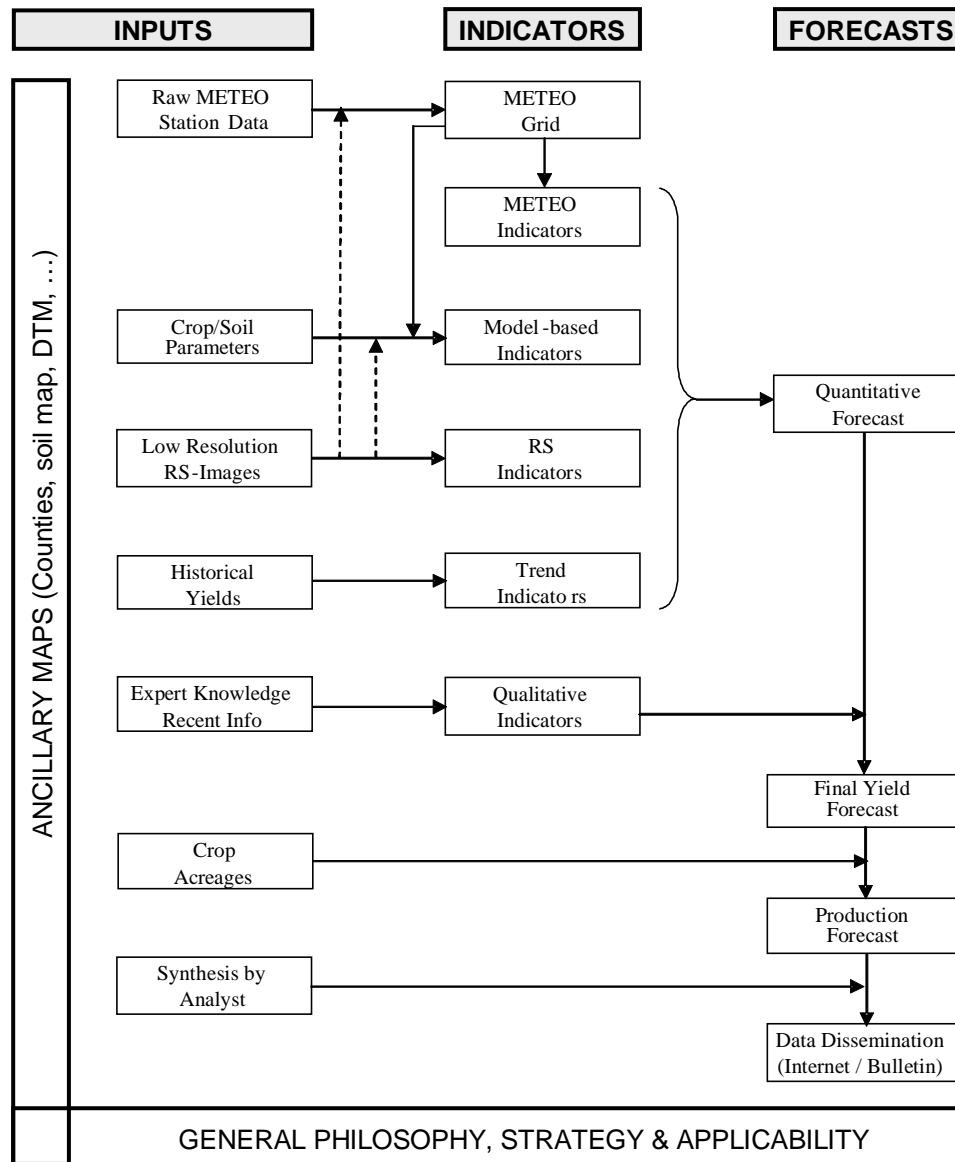 INPUTS
INDICATORS
FORECASTS
ANCILLARY MAPS (Counties, soil map, DTM, …)
Raw METEO
Station Data
METEO
Grid
METEO
Indicators
Crop/Soil
Parameters
Model -based
Indicators
Quantitative
Forecast
Low Resolution
RS-Images
RS
Indicators
Historical
Yields
Trend
Indicato rs
Expert Knowledge
Recent Info
Qualitative
Indicators
Final Yield
Forecast
Crop
Acreages
Production
Forecast
Synthesis by
Analyst
Data Dissemination
(Internet / Bulletin)
GENERAL PHILOSOPHY, STRATEGY & APPLICABILITY